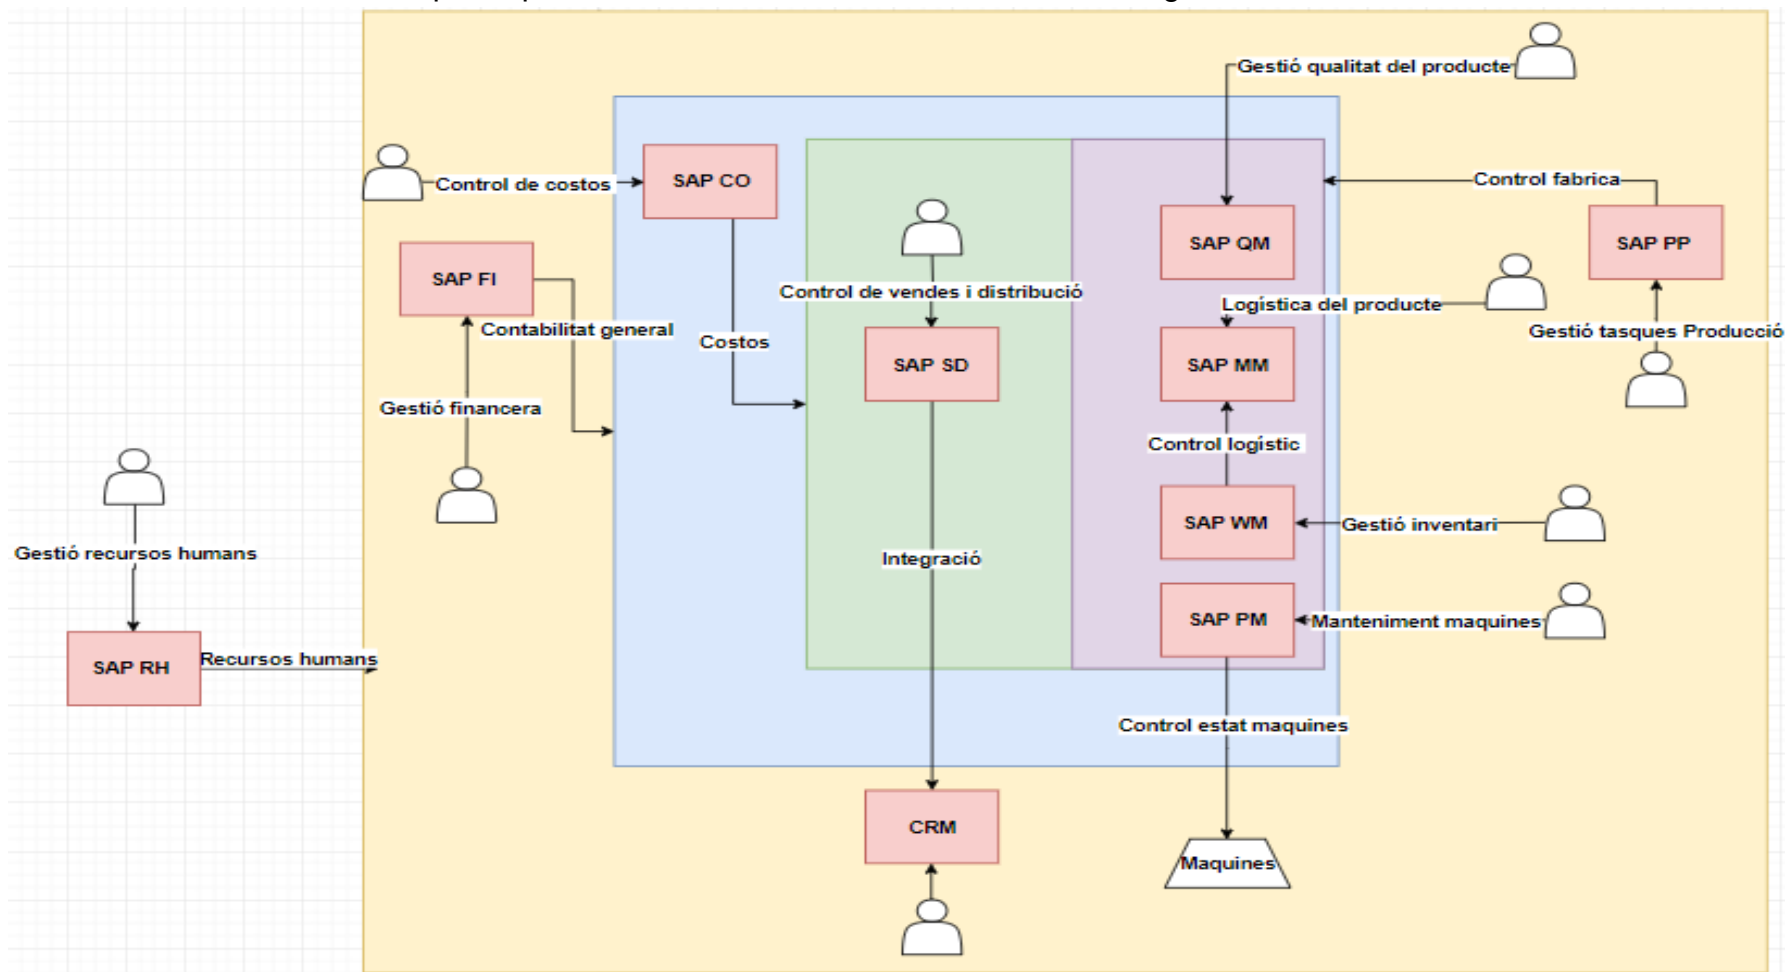 Gestió qualitat del producte
SAP CO
Control de costos
Control fabrica
SAP QM
SAP PP
SAP FI
Control de vendes i distribució
Logística del producte
Contabilitat general
Costos
Gestió tasques Producció
SAP SD
SAP MM
Gestió financera
Control logístic
SAP WM
Gestió inventari
Gestió recursos humans
Integració
SAP PM
Manteniment maquines
Recursos humans
SAP RH
Control estat maquines
CRM
Maquines